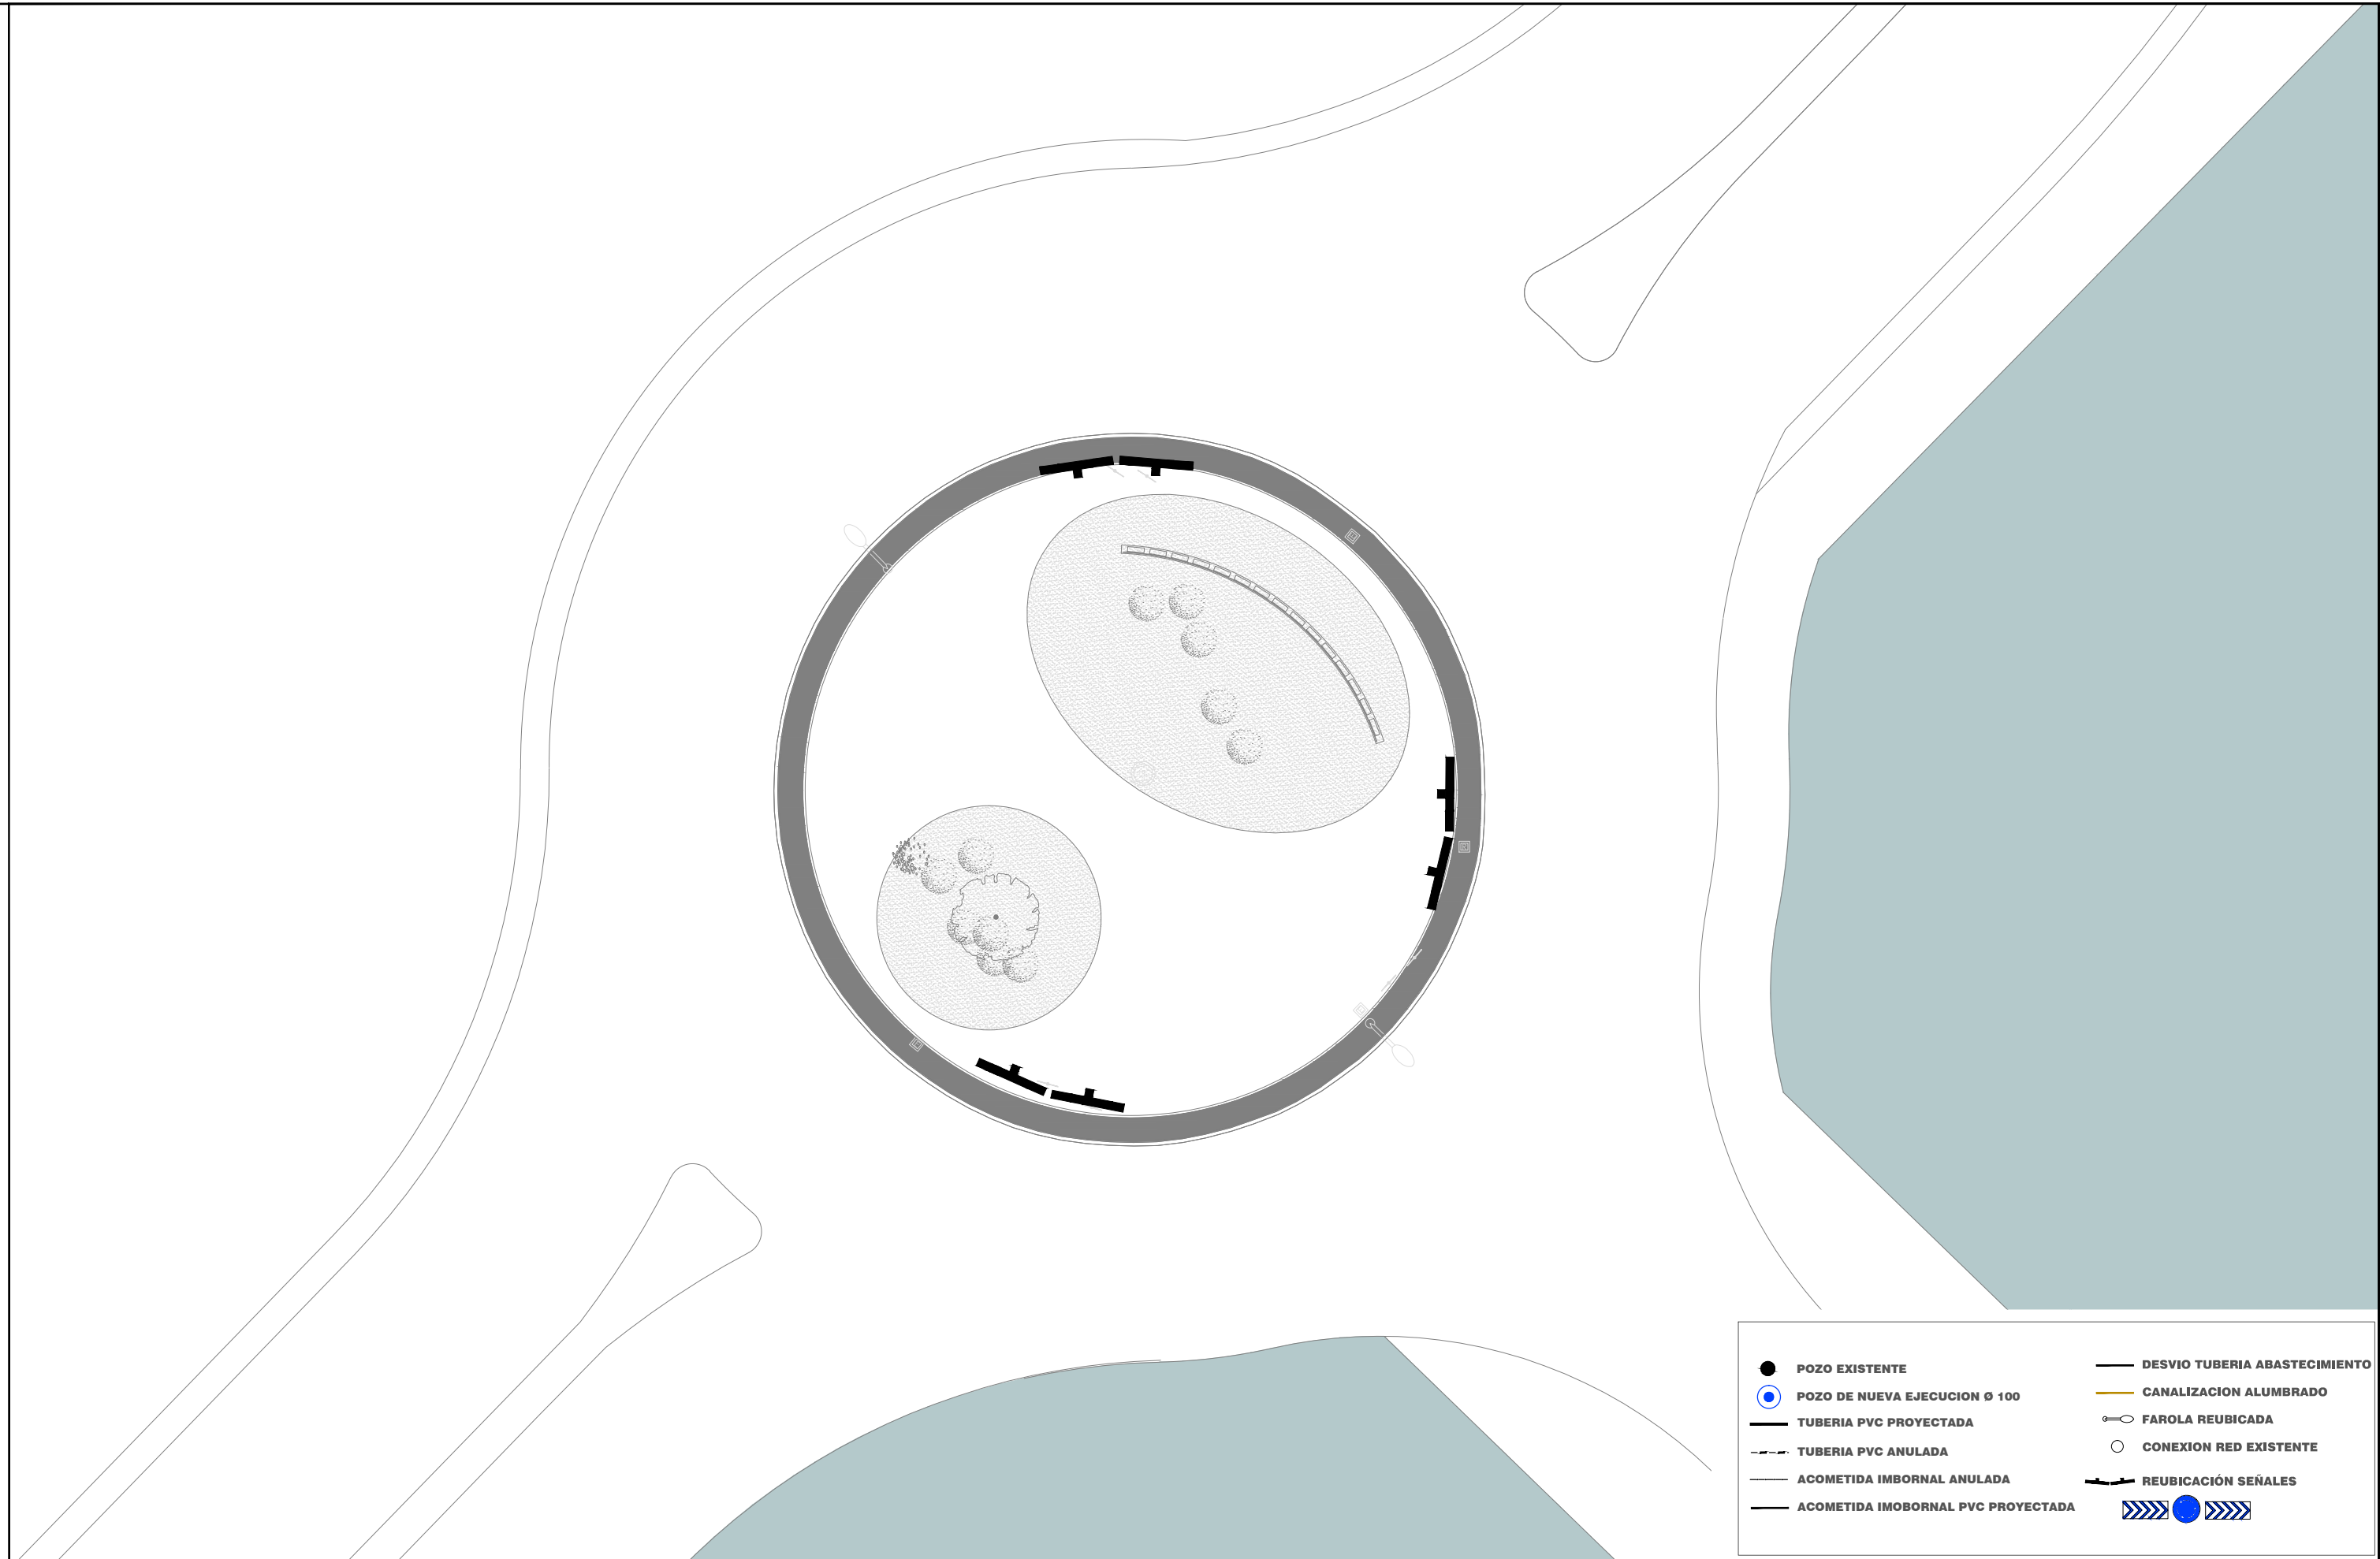 POZO EXISTENTE
POZO DE NUEVA EJECUCION Ø 100
TUBERIA PVC PROYECTADA
TUBERIA PVC ANULADA
ACOMETIDA IMBORNAL ANULADA
ACOMETIDA IMOBORNAL PVC PROYECTADA
DESVIO TUBERIA ABASTECIMIENTO
CANALIZACION ALUMBRADO
FAROLA REUBICADA
CONEXION RED EXISTENTE
REUBICACIÓN SEÑALES